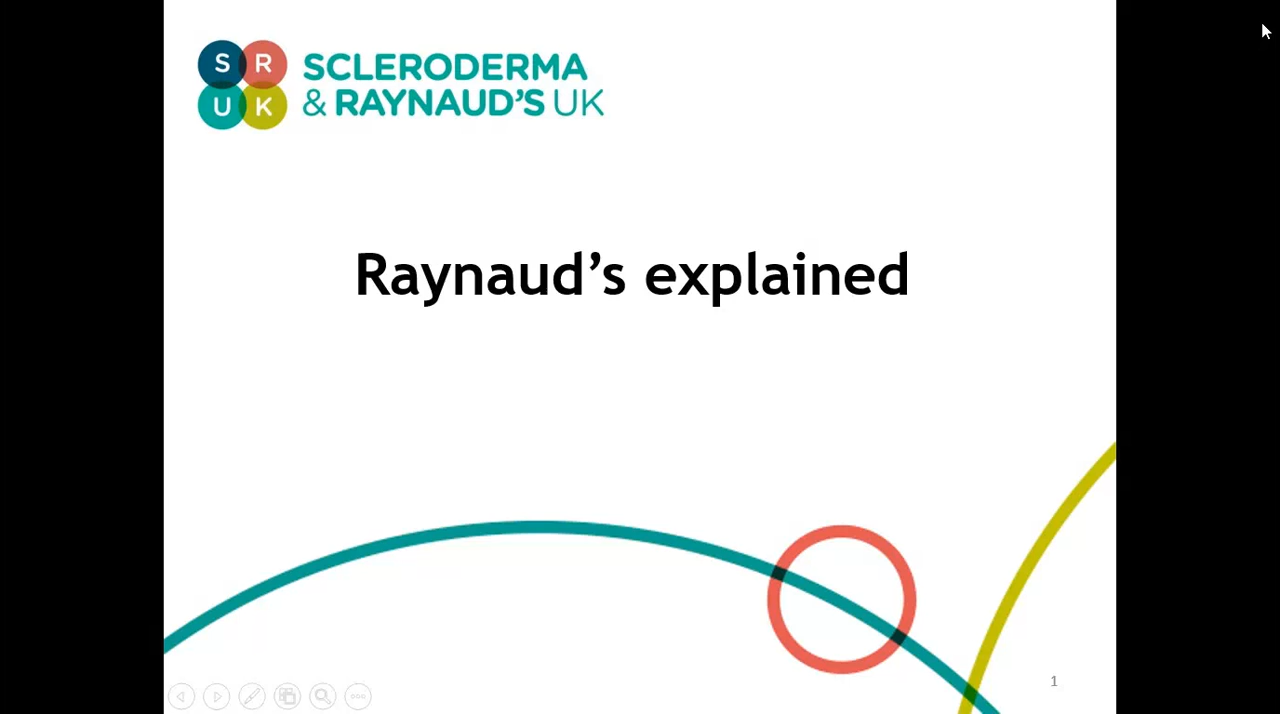 S R
U K
SCLERODERMA
& RAYNAUD’S UK
Raynaud’s explained
1